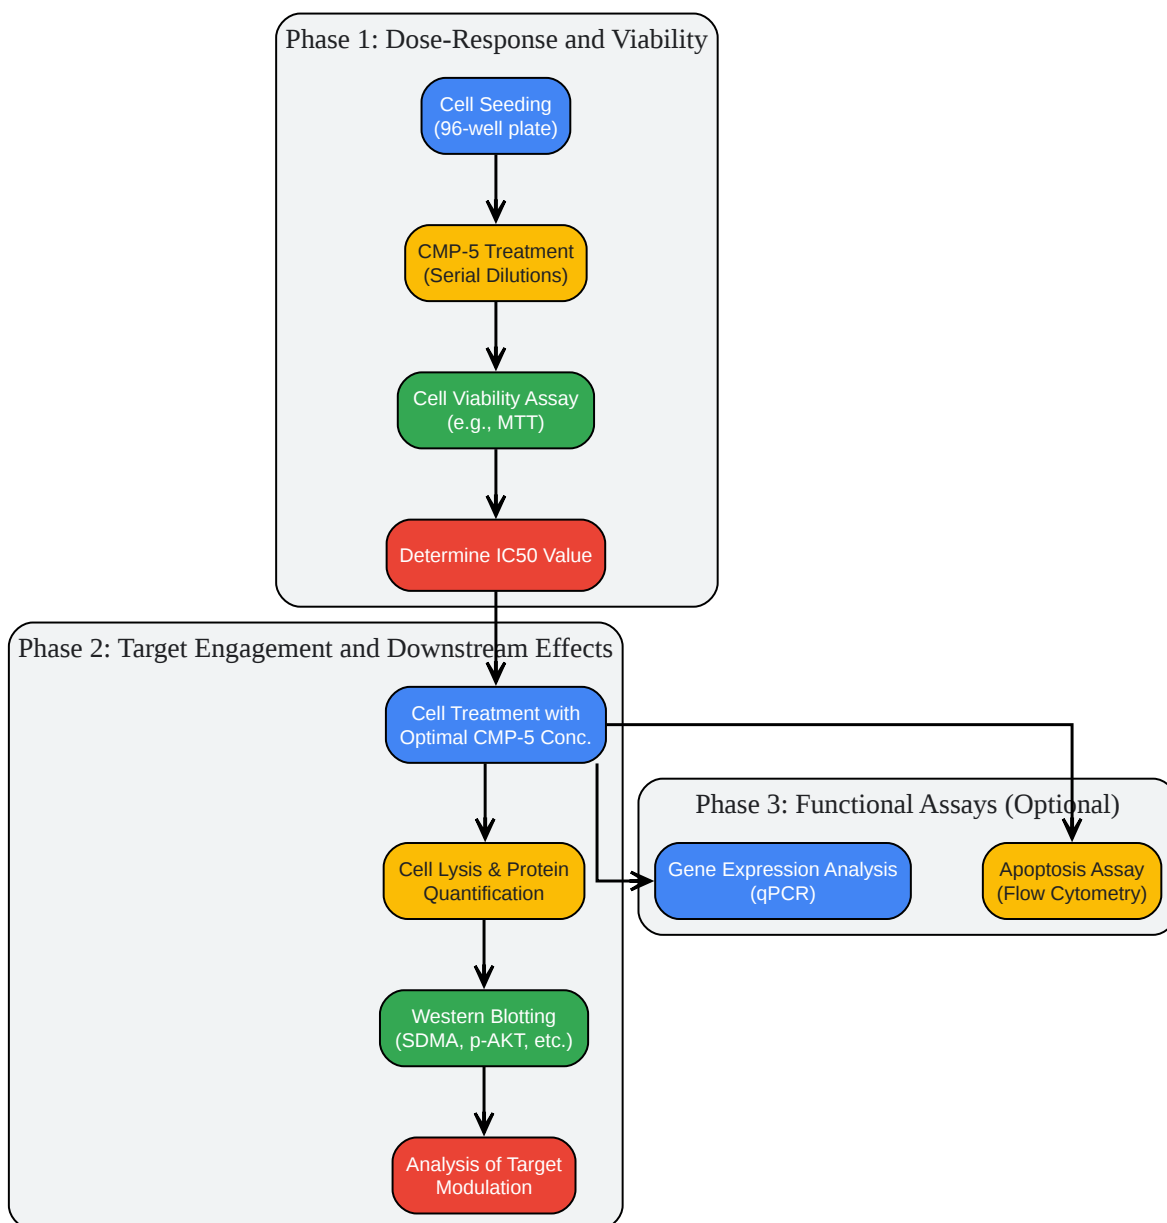 Phase 1: Dose-Response and Viability
Cell Seeding
(96-well plate)
CMP-5 Treatment
(Serial Dilutions)
Cell Viability Assay
(e.g., MTT)
Determine IC50 Value
Phase 2: Target Engagement and Downstream Effects
Cell Treatment with
Optimal CMP-5 Conc.
Cell Lysis & Protein
Quantification
Western Blotting
(SDMA, p-AKT, etc.)
Analysis of Target
Modulation
Phase 3: Functional Assays (Optional)
Gene Expression Analysis
(qPCR)
Apoptosis Assay
(Flow Cytometry)